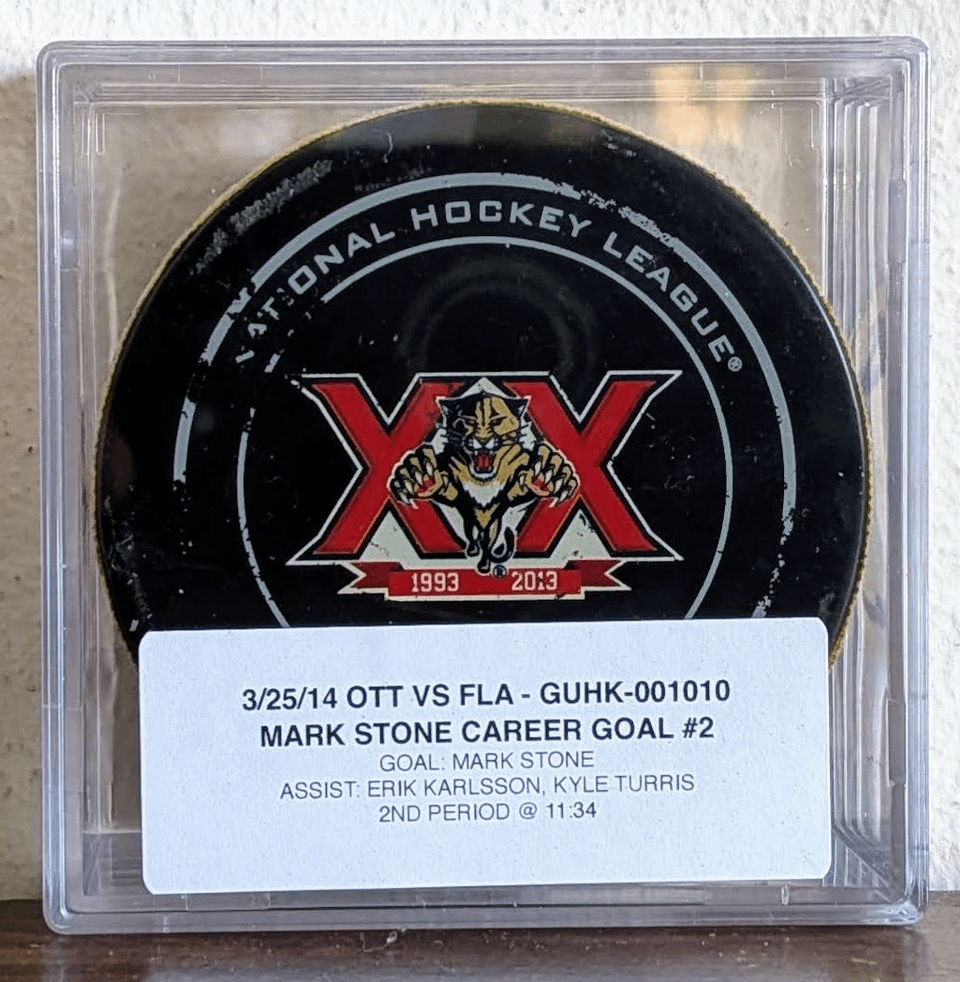 NATIONAL HOCKEY LEAGUE®
XX
®
1993 2013
3/25/14 OTT VS FLA - GUHK-001010
MARK STONE CAREER GOAL #2
GOAL: MARK STONE
ASSIST: ERIK KARLSSON, KYLE TURRIS
2ND PERIOD @ 11:34